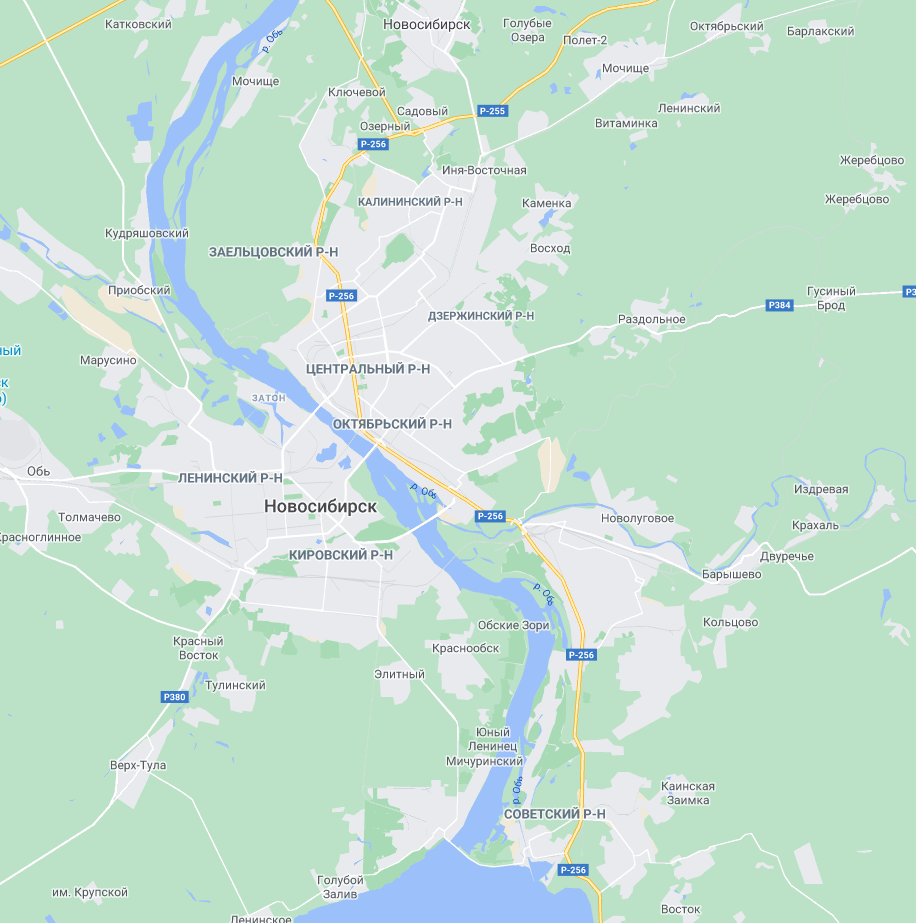 Катковский
Новосибирск
Голубые
Озера
Полет-2
Октябрьский
Барлакский
р. Обь
Мочище
Мочище
Ключевой
Садовый
Р-255
Ленинский
Озерный
Витаминка
Р-256
Иня-Восточная
Жеребцово
КАЛИНИНСКИЙ Р-Н
Каменка
Жеребцово
Кудряшовский
ЗАЕЛЬЦОВСКИЙ Р-Н
Восход
Приобский
Р-256
Гусиный
Брод
Р384
ДЗЕРЖИНСКИЙ Р-Н
Раздольное
Марусино
ЦЕНТРАЛЬНЫЙ Р-Н
ЗАТОН
ОКТЯБРЬСКИЙ Р-Н
Обь
ЛЕНИНСКИЙ Р-Н
р. Обь
Издревая
Новосибирск
Толмачево
Р-256
Новолуговое
Крахаль
КИРОВСКИЙ Р-Н
Двуречье
Барышево
р. Обь
Обские Зори
Кольцово
Красный
Восток
Краснообск
Р-256
Элитный
Тулинский
Р380
Юный
Ленинец
Мичуринский
Верх-Тула
р. Обь
Каинская
Заимка
СОВЕТСКИЙ Р-Н
Р-256
Голубой
Залив
им. Крупской
Восток
Ленинское